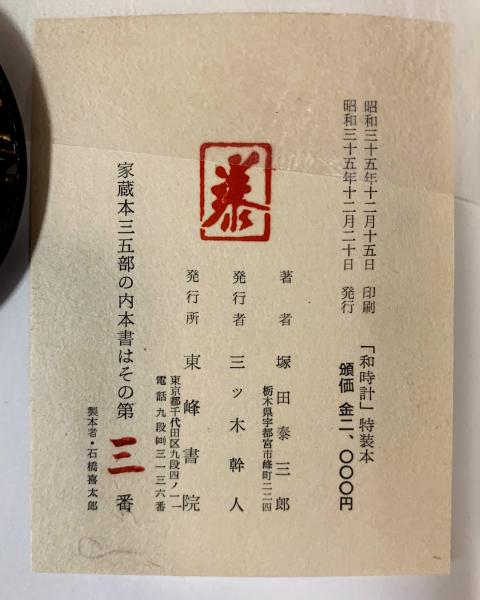 昭和三十五年十二月十五日　印刷
昭和三十五年十二月二十日　発行
「和時計」特装本
頒価 金二、〇〇〇円
著者　塚田泰三郎
栃木県宇都宮市峰町二二四
発行者　三ッ木幹人
発行所　東峰書院
東京都千代田区九段四ノ一一
電話九段㈣三一三六番
泰
家蔵本三五部の内本書はその第三番
製本者・石橋喜太郎